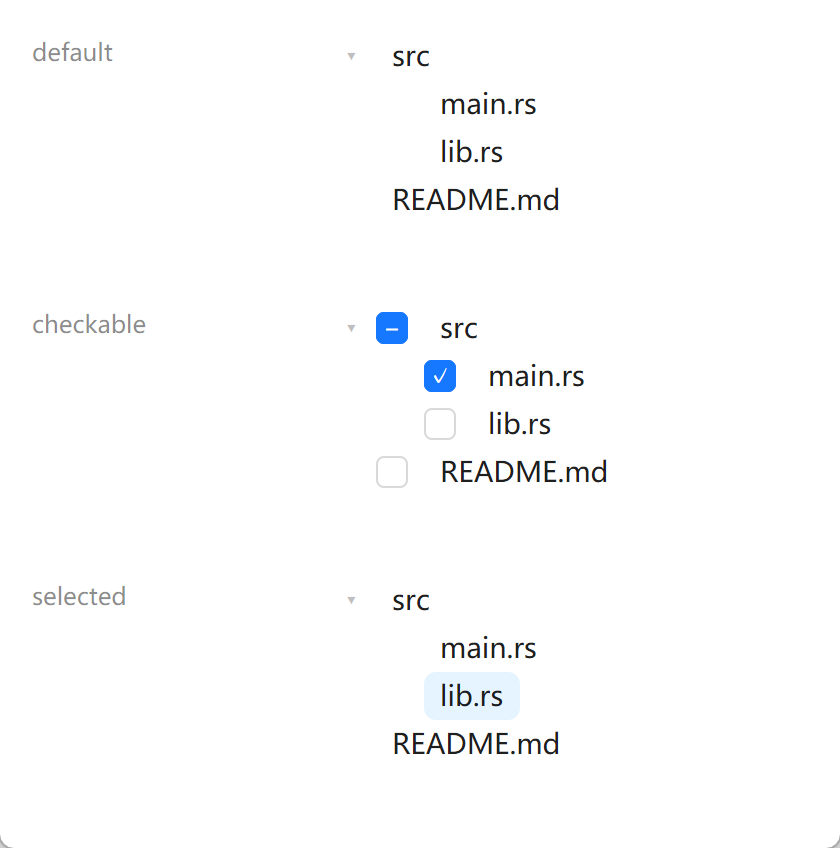 default
src
main.rs
lib.rs
README.md
checkable
src
main.rs
lib.rs
README.md
selected
src
main.rs
lib.rs
README.md